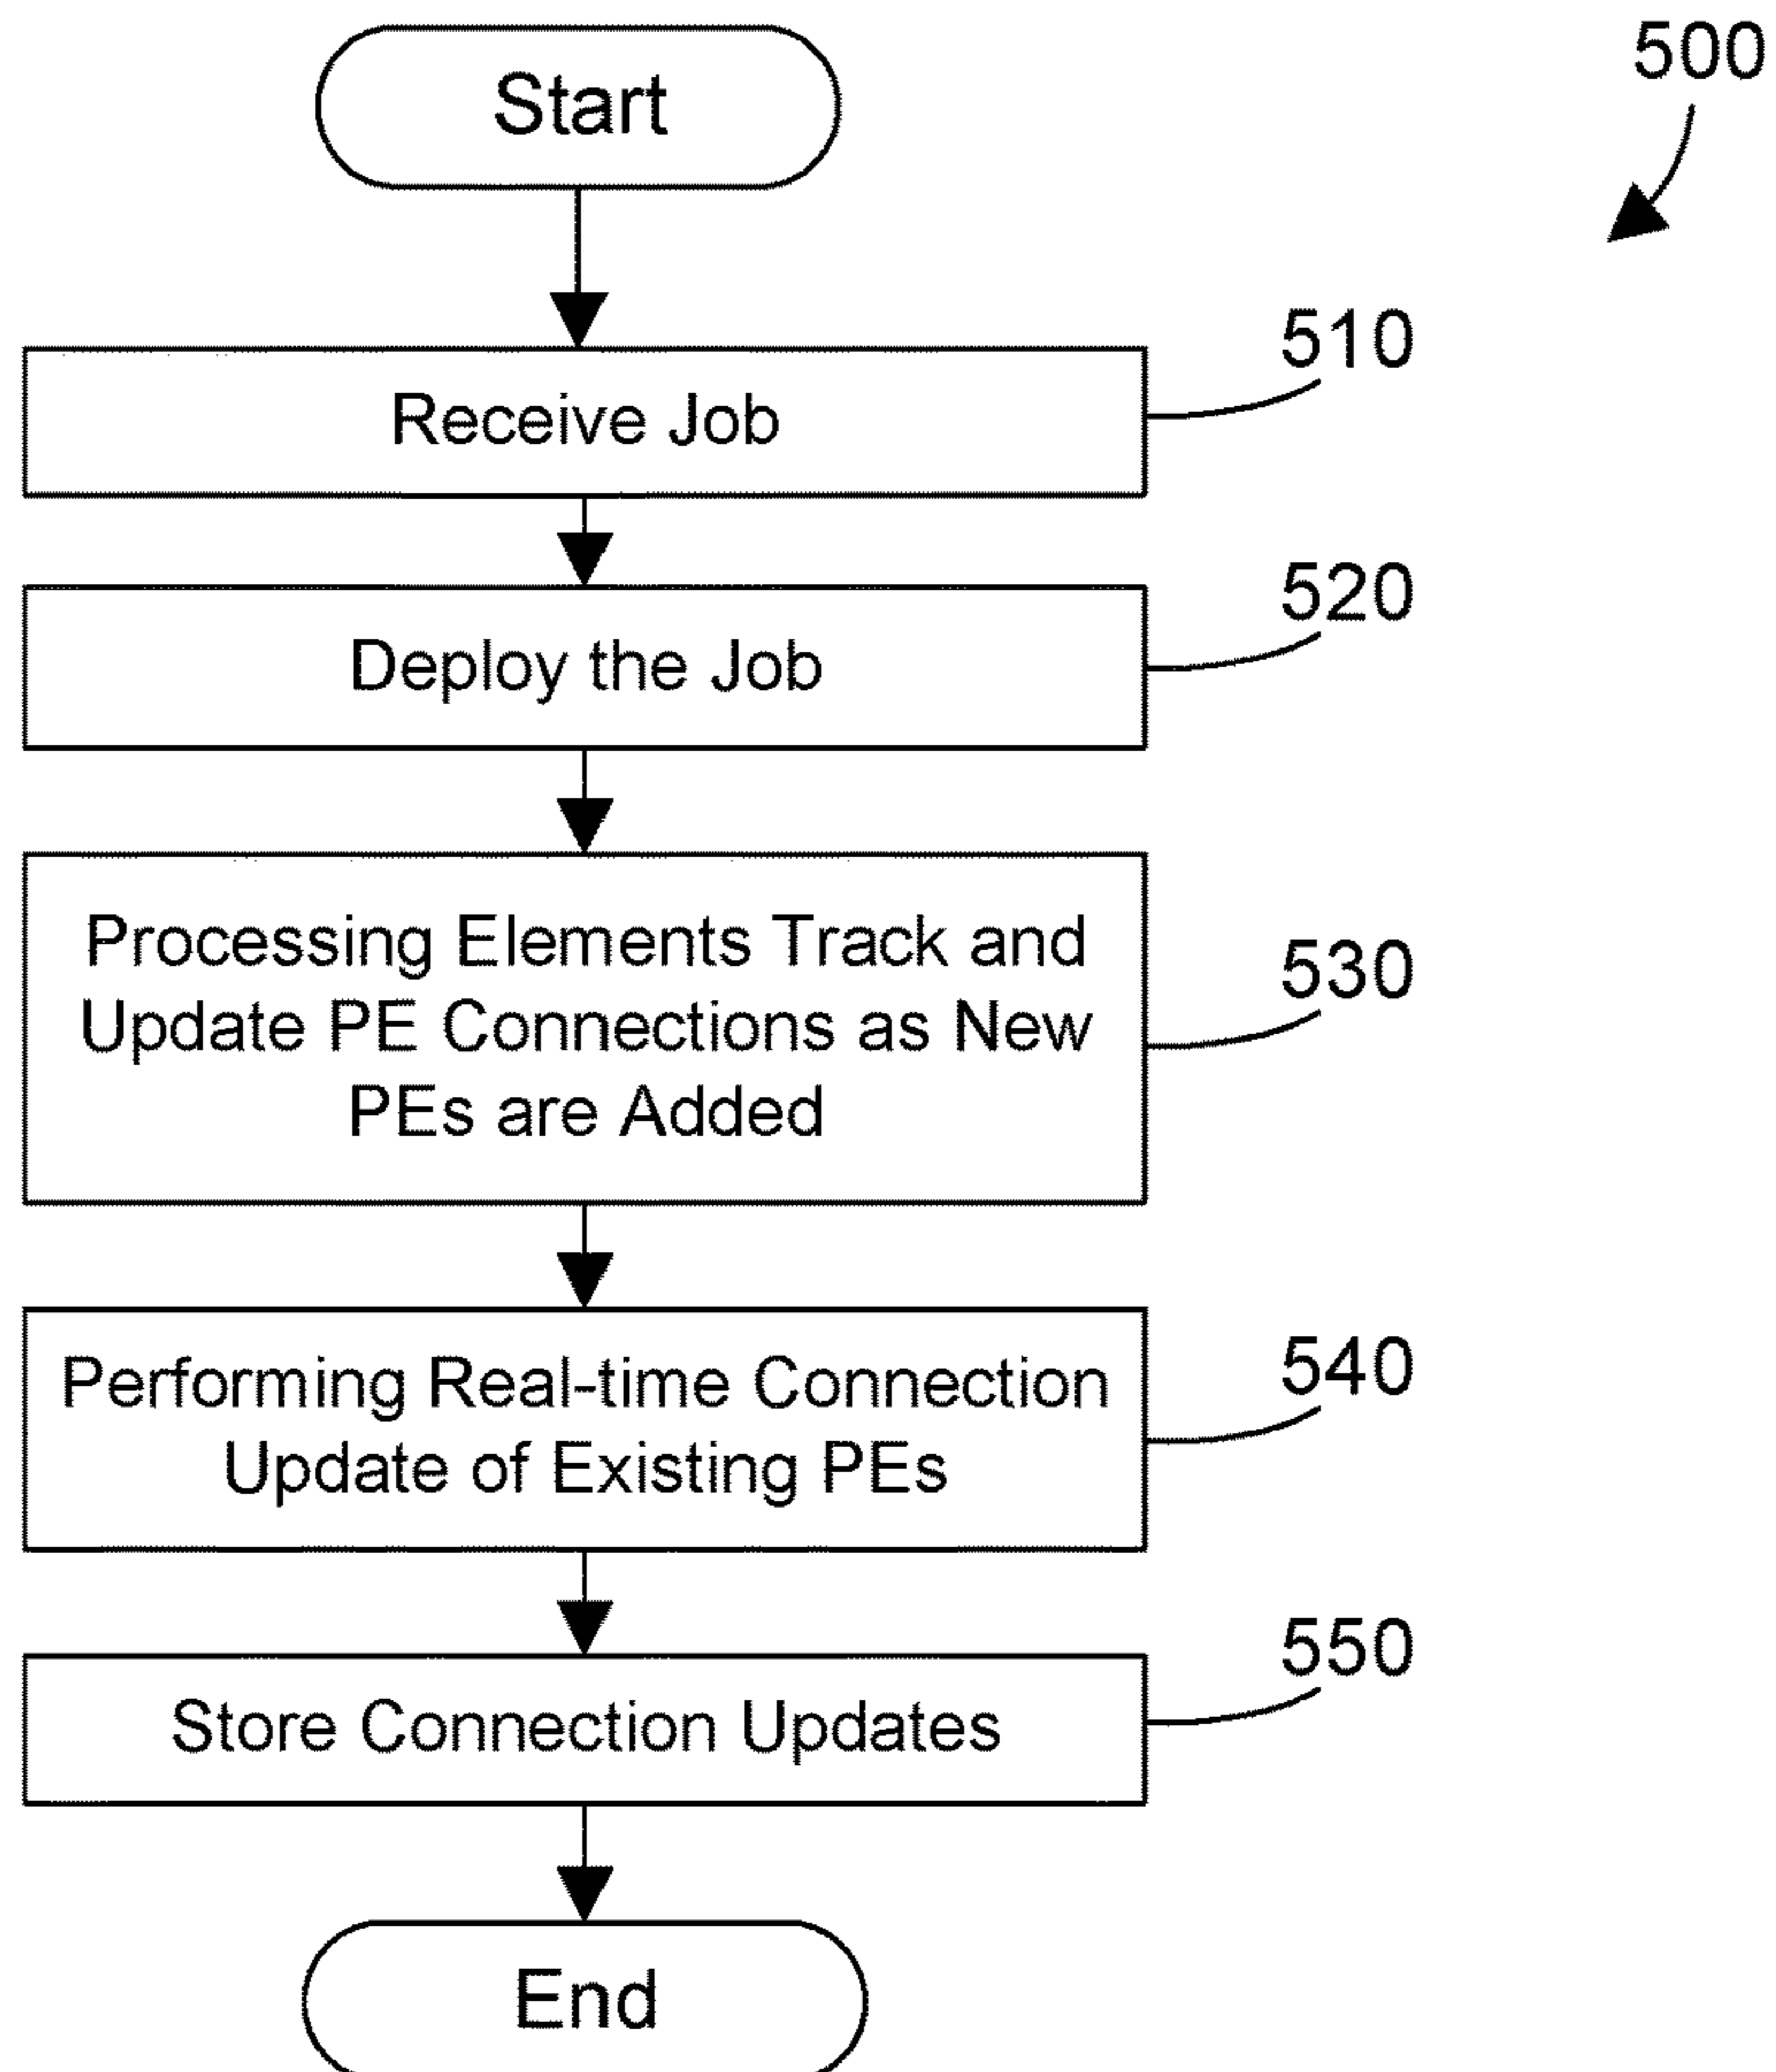 Start
500
Receive Job
510
Deploy the Job
520
Processing Elements Track and
Update PE Connections as New
PEs are Added
530
Performing Real-time Connection
Update of Existing PEs
540
Store Connection Updates
550
End